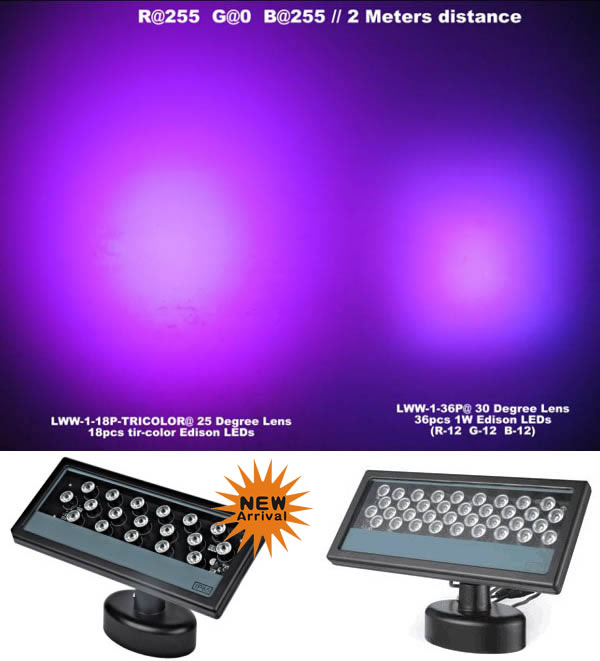 R@255 G@0 B@255 // 2 Meters distance
LWW-1-18P-TRICOLOR@ 25 Degree Lens
18pcs tir-color Edison LEDs
LWW-1-36P@ 30 Degree Lens
36pcs 1W Edison LEDs
(R-12 G-12 B-12)
NEW
Arrival